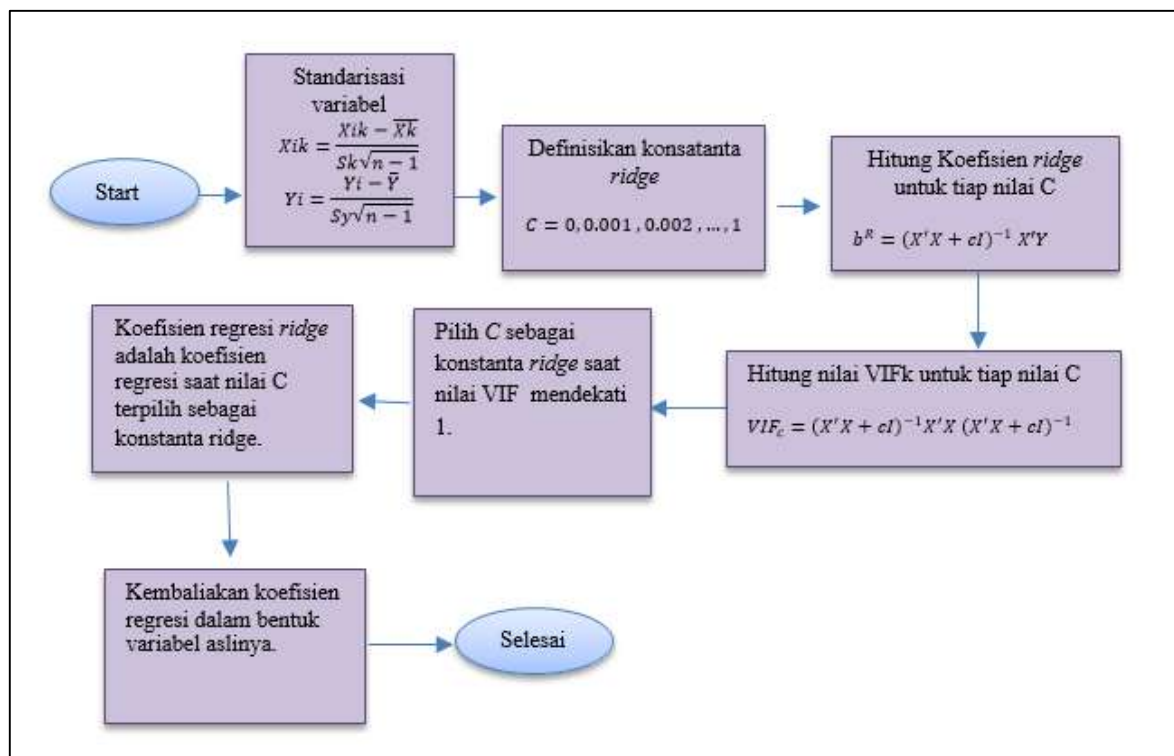 Start
Standarisasi
variabel
Xik = (Xik − X̅k̅) / (Sk√n − 1)
Yi = (Yi − Ȳ) / (Sy√n − 1)
Definisikan konsatanta
ridge
C = 0, 0.001 , 0.002 , … , 1
Hitung Koefisien ridge
untuk tiap nilai C
b^R = (X'X + cI)^−1 X'Y
Hitung nilai VIFk untuk tiap nilai C
VIF_c = (X'X + cI)^−1 X'X (X'X + cI)^−1
Pilih C sebagai
konstanta ridge saat
nilai VIF mendekati
1.
Koefisien regresi ridge
adalah koefisien
regresi saat nilai C
terpilih sebagai
konstanta ridge.
Kembaliakan koefisien
regresi dalam bentuk
variabel aslinya.
Selesai